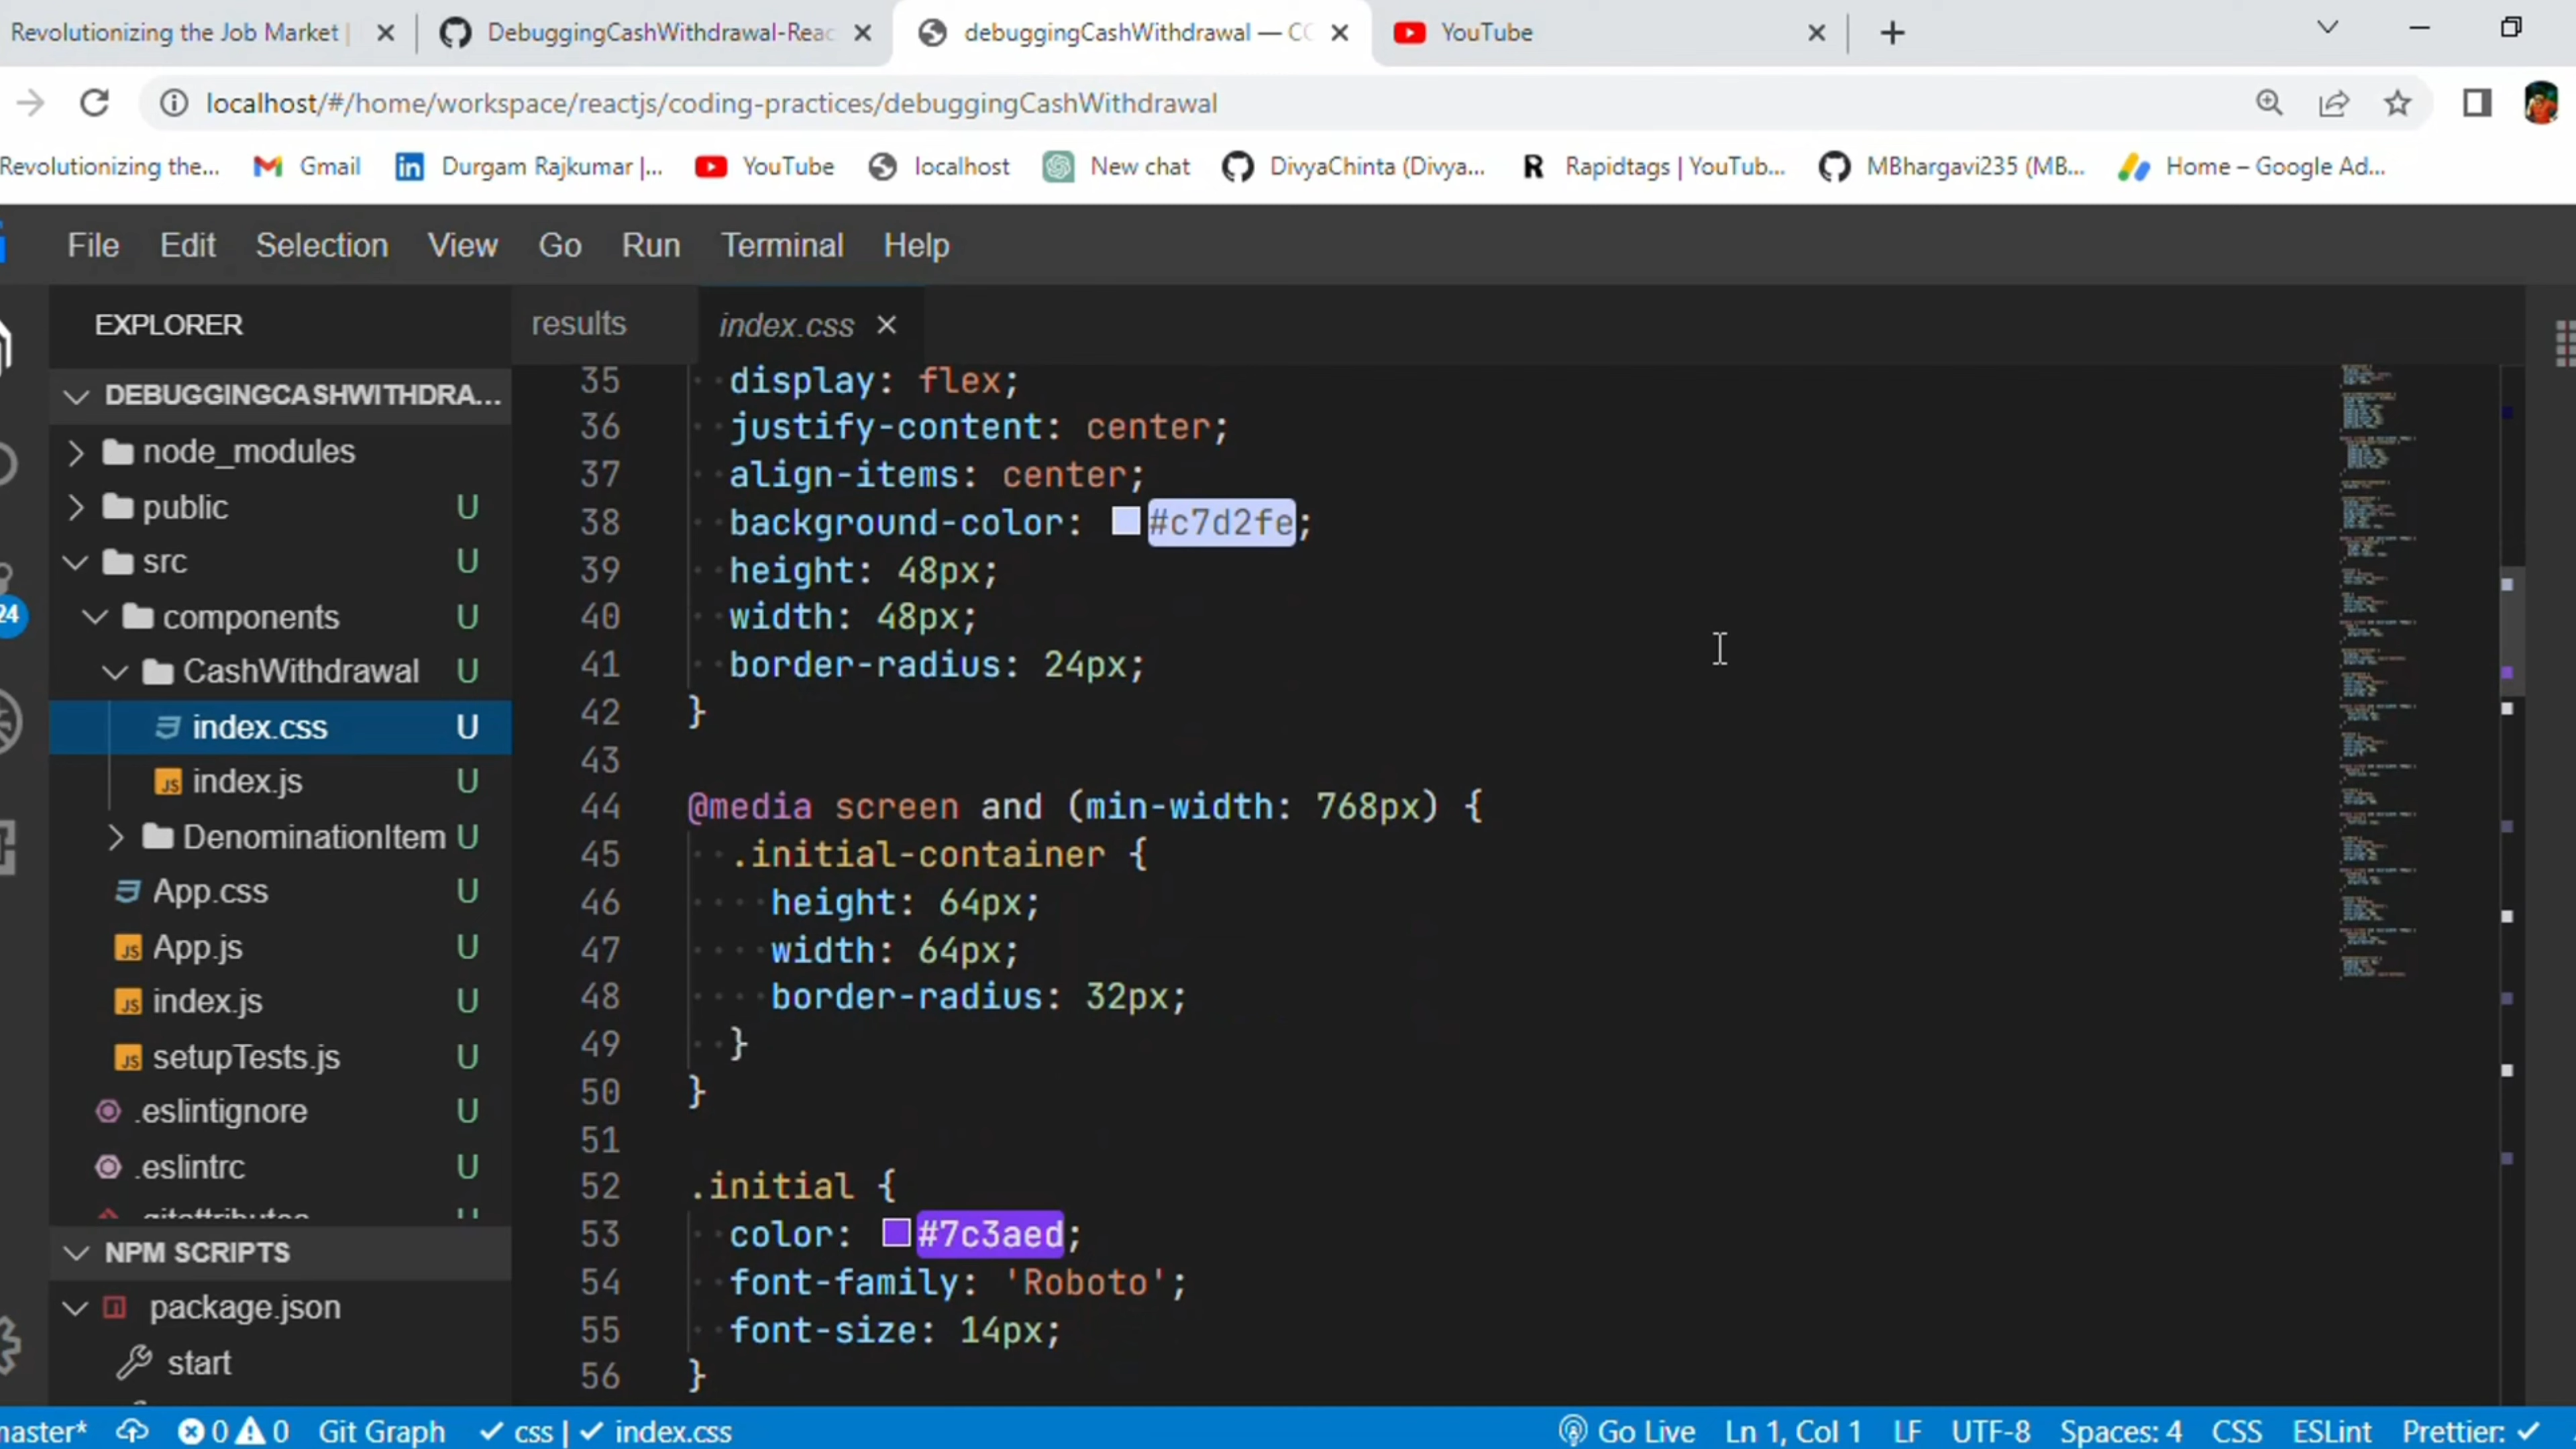 Revolutionizing the Job Market |
DebuggingCashWithdrawal-Reac
debuggingCashWithdrawal — CC
YouTube
localhost/#/home/workspace/reactjs/coding-practices/debuggingCashWithdrawal
Revolutionizing the...
Gmail
Durgam Rajkumar |...
YouTube
localhost
New chat
DivyaChinta (Divya...
Rapidtags | YouTub...
MBhargavi235 (MB...
Home – Google Ad...
File Edit Selection View Go Run Terminal Help
EXPLORER
results
index.css
DEBUGGINGCASHWITHDRA...
node_modules
public U
src U
components U
CashWithdrawal U
index.css U
index.js U
DenominationItem U
App.css U
App.js U
index.js U
setupTests.js U
.eslintignore U
.eslintrc U
.gitattributes U
NPM SCRIPTS
package.json
start
24
35 display: flex;
36 justify-content: center;
37 align-items: center;
38 background-color: #c7d2fe;
39 height: 48px;
40 width: 48px;
41 border-radius: 24px;
42 }
43
44 @media screen and (min-width: 768px) {
45 .initial-container {
46 height: 64px;
47 width: 64px;
48 border-radius: 32px;
49 }
50 }
51
52 .initial {
53 color: #7c3aed;
54 font-family: 'Roboto';
55 font-size: 14px;
56 }
master* 0 0 Git Graph ✓ css | ✓ index.css Go Live Ln 1, Col 1 LF UTF-8 Spaces: 4 CSS ESLint Prettier: ✓